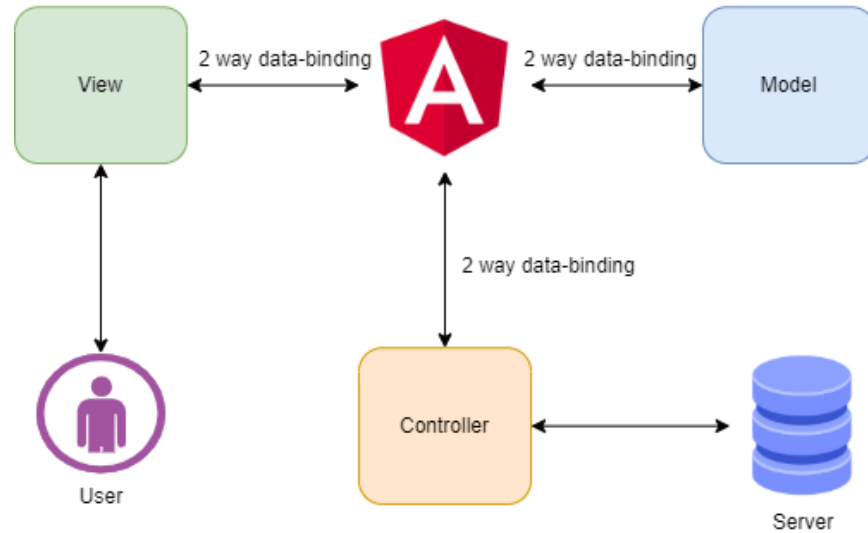 2 way data-binding
2 way data-binding
View
Model
2 way data-binding
Controller
User
Server